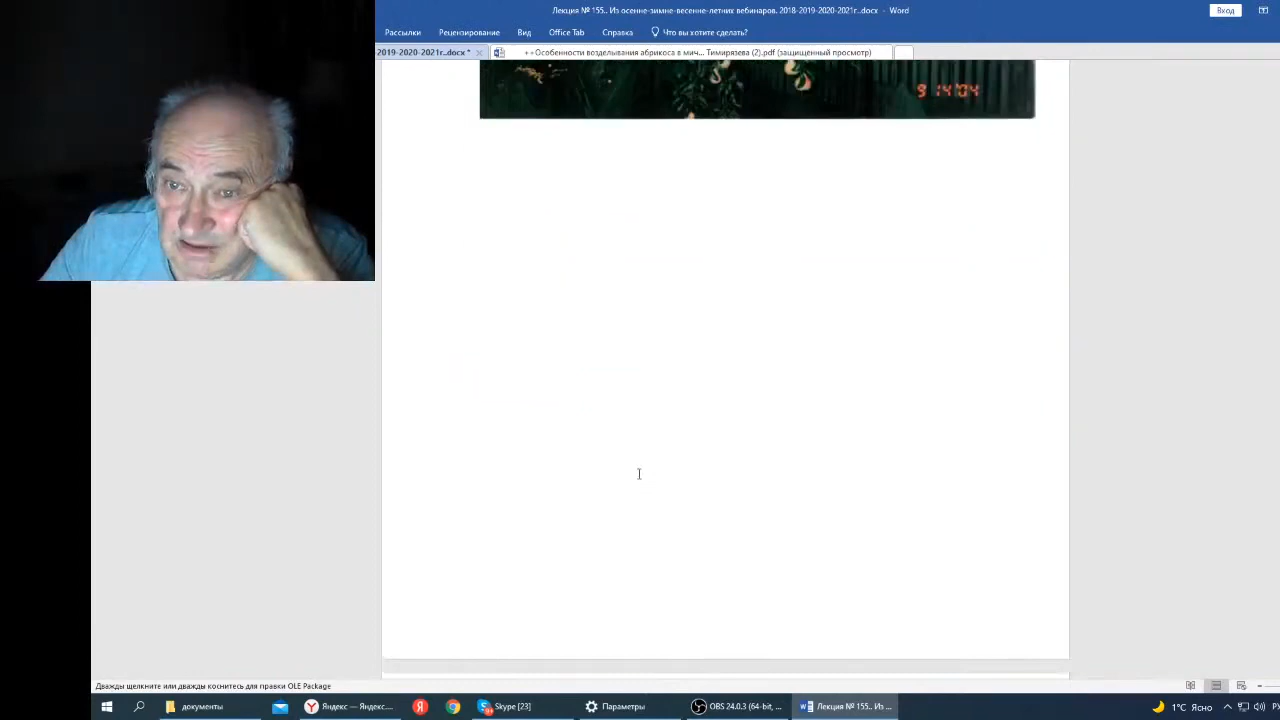 Лекция № 155.. Из осенне-зимне-весенне-летних вебинаров. 2018-2019-2020-2021г..docx - Word
Вход
Рассылки Рецензирование Вид Office Tab Справка Что вы хотите сделать?
2019-2020-2021г..docx *
++Особенности возделывания абрикоса в мич... Тимирязева (2).pdf (защищенный просмотр)
9 14'04
Дважды щелкните или дважды коснитесь для правки OLE Package
документы
Яндекс — Яндекс....
Skype [23]
Параметры
OBS 24.0.3 (64-bit, ...
Лекция № 155.. Из ...
1°C Ясно